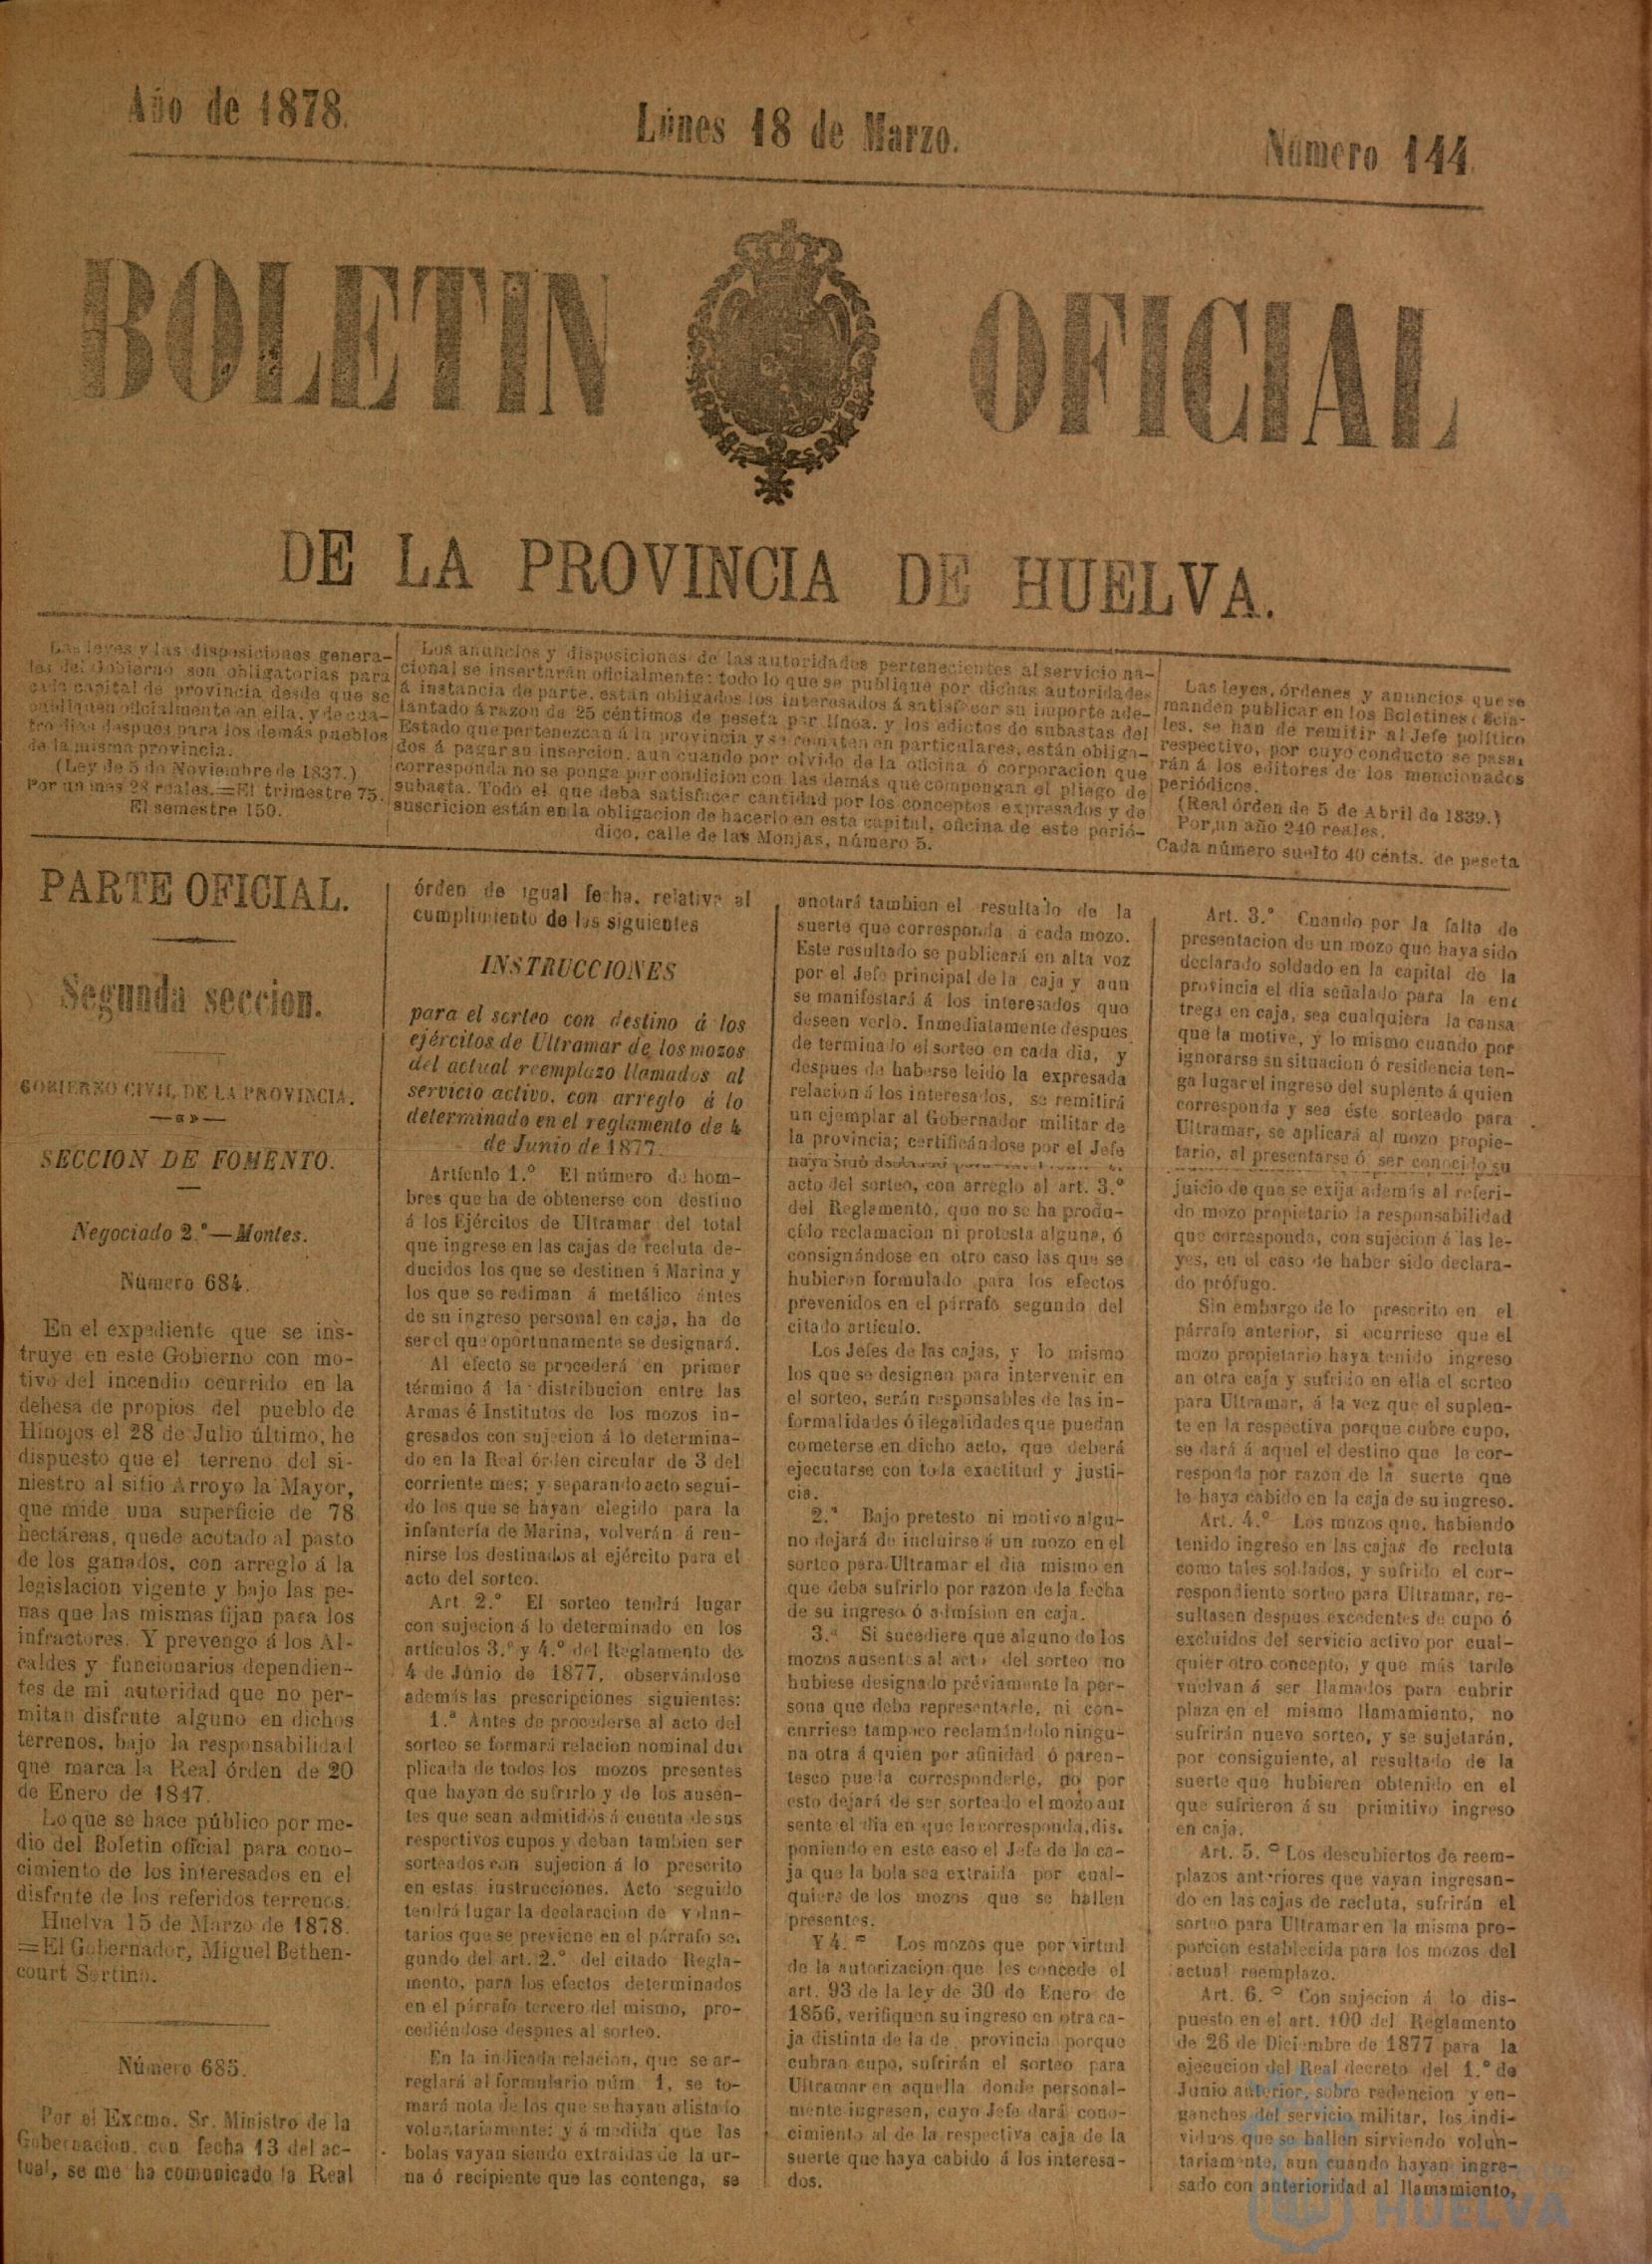 Año de 1878.
Lúnes 18 de Marzo.
Número 144.
BOLETIN OFICIAL
DE LA PROVINCIA DE HUELVA.
Las leyes y las disposiciones genera-
les del Gobierno son obligatorias para
cada capital de provincia desde que se
publiquen oficialmente en ella, y de cua-
tro dias despues para los demás pueblos
de la misma provincia.
(Ley de 5 de Noviembre de 1837.)
Por un mes 28 reales.=El trimestre 75.
El semestre 150.
Los anuncios y disposiciones de las autoridades pertenecientes al servicio na-
cional se insertarán oficialmente: todo lo que se publique por dichas autoridades
á instancia de parte, están obligados los interesados á satisfacer su importe ade-
lantado á razon de 25 céntimos de peseta por línea. y los edictos de subastas del
Estado que pertenezcan á la provincia y se rematen en particulares, están obliga-
dos á pagar su insercion, aun cuando por olvido de la oficina ó corporacion que
corresponda no se ponga por condicion con las demás que compongan el pliego de
subasta. Todo el que deba satisfacer cantidad por los conceptos expresados y de
suscricion están en la obligacion de hacerlo en esta capital, oficina de este perió-
dico, calle de las Monjas, número 5.
Las leyes, órdenes y anuncios que se
manden publicar en los Boletines
les, se han de remitir al Jefe político
respectivo, por cuyo conducto se pasa-
rán á los editores de los mencionados
periódicos.
(Real órden de 5 de Abril de 1839.)
Por un año 240 reales.
Cada número suelto 40 cénts. de peseta
PARTE OFICIAL.
Segunda seccion.
GOBIERNO CIVIL DE LA PROVINCIA.
SECCION DE FOMENTO.
Negociado 2.º—Montes.
Número 684.
En el expediente que se ins-
truye en este Gobierno con mo-
tivo del incendio ocurrido en la
dehesa de propios del pueblo de
Hinojos el 28 de Julio último, he
dispuesto que el terreno del si-
niestro al sitio Arroyo la Mayor,
que mide una superficie de 78
hectáreas, quede acotado al pasto
de los ganados, con arreglo á la
legislacion vigente y bajo las pe-
nas que las mismas fijan para los
infractores. Y prevengo á los Al-
caldes y funcionarios dependien-
tes de mi autoridad que no per-
mitan disfrute alguno en dichos
terrenos, bajo la responsabilidad
que marca la Real órden de 20
de Enero de 1847.
Lo que se hace público por me-
dio del Boletin oficial para cono-
cimiento de los interesados en el
disfrute de los referidos terrenos.
Huelva 15 de Marzo de 1878.
=El Gobernador, Miguel Bethen-
court Sortino.
Número 685.
Por el Excmo. Sr. Ministro de la
Gobernacion, con fecha 13 del ac-
tual, se me ha comunicado la Real
órden de igual fecha, relativa al
cumplimiento de las siguientes
INSTRUCCIONES
para el sorteo con destino á los
ejércitos de Ultramar de los mozos
del actual reemplazo llamados al
servicio activo, con arreglo á lo
determinado en el reglamento de 4
de Junio de 1877.
Artículo 1.º El número de hom-
bres que ha de obtenerse con destino
á los Ejércitos de Ultramar del total
que ingrese en las cajas de recluta de-
ducidos los que se destinen á Marina y
los que se rediman á metálico ántes
de su ingreso personal en caja, ha de
ser el que oportunamente se designará.
Al efecto se procederá en primer
término á la distribucion entre las
Armas é Institutos de los mozos in-
gresados con sujecion á lo determina-
do en la Real órden circular de 3 del
corriente mes; y separando acto segui-
do los que se hayan elegido para la
infantería de Marina, volverán á reu-
nirse los destinados al ejército para el
acto del sorteo.
Art. 2.º El sorteo tendrá lugar
con sujecion á lo determinado en los
artículos 3.º y 4.º del Reglamento de
4 de Junio de 1877, observándose
además las prescripciones siguientes:
1.ª Antes de procederse al acto del
sorteo se formará relacion nominal du-
plicada de todos los mozos presentes
que hayan de sufrirlo y de los ausen-
tes que sean admitidos á cuenta de sus
respectivos cupos y deban tambien ser
sorteados con sujecion á lo prescrito
en estas instrucciones. Acto seguido
tendrá lugar la declaracion de volun-
tarios que se previene en el párrafo se-
gundo del art. 2.º del citado Regla-
mento, para los efectos determinados
en el párrafo tercero del mismo, pro-
cediéndose despues al sorteo.
En la indicada relacion, que se ar-
reglará al formulario núm. 1, se to-
mará nota de los que se hayan alistado
voluntariamente; y á medida que las
bolas vayan siendo extraidas de la ur-
na ó recipiente que las contenga, se
anotará tambien el resultado de la
suerte que corresponda á cada mozo.
Este resultado se publicará en alta voz
por el Jefe principal de la caja y aun
se manifestará á los interesados que
deseen verlo. Inmediatamente despues
de terminado el sorteo en cada dia, y
despues de haberse leido la expresada
relacion á los interesados, se remitirá
un ejemplar al Gobernador militar de
la provincia; certificándose por el Jefe
acto del sorteo, con arreglo al art. 3.º
del Reglamento, que no se ha produ-
cido reclamacion ni protesta alguna, ó
consignándose en otro caso las que se
hubieren formulado para los efectos
prevenidos en el párrafo segundo del
citado artículo.
Los Jefes de las cajas, y lo mismo
los que se designen para intervenir en
el sorteo, serán responsables de las in-
formalidades ó ilegalidades que puedan
cometerse en dicho acto, que deberá
ejecutarse con toda exactitud y justi-
cia.
2.ª Bajo pretesto ni motivo algu-
no dejará de incluirse á un mozo en el
sorteo para Ultramar el dia mismo en
que deba sufrirlo por razon de la fecha
de su ingreso ó admision en caja.
3.ª Si sucediere que alguno de los
mozos ausentes al acto del sorteo no
hubiese designado préviamente la per-
sona que deba representarle, ni con-
curriese tampoco reclamándolo ningu-
na otra á quien por afinidad ó paren-
tesco pueda corresponderle, no por
esto dejará de ser sorteado el mozo au-
sente el dia en que le corresponda, dis-
poniendo en este caso el Jefe de la ca-
ja que la bola sea extraida por cual-
quiera de los mozos que se hallen
presentes.
Y 4.ª Los mozos que por virtud
de la autorizacion que les concede el
art. 93 de la ley de 30 de Enero de
1856, verifiquen su ingreso en otra ca-
ja distinta de la de provincia porque
cubran cupo, sufrirán el sorteo para
Ultramar en aquella donde personal-
mente ingresen, cuyo Jefe dará cono-
cimiento al de la respectiva caja de la
suerte que haya cabido á los interesa-
dos.
Art. 3.º Cuando por la falta de
presentacion de un mozo que haya sido
declarado soldado en la capital de la
provincia el dia señalado para la en-
trega en caja, sea cualquiera la causa
que la motive, y lo mismo cuando por
ignorarse su situacion ó residencia ten-
ga lugar el ingreso del suplente á quien
corresponda y sea éste sorteado para
Ultramar, se aplicará al mozo propie-
tario, al presentarse ó ser conocido su
juicio de que se exija además al referi-
do mozo propietario la responsabilidad
que corresponda, con sujecion á las le-
yes, en el caso de haber sido declara-
do prófugo.
Sin embargo de lo prescrito en el
párrafo anterior, si ocurriese que el
mozo propietario haya tenido ingreso
en otra caja y sufrido en ella el sorteo
para Ultramar, á la vez que el suplen-
te en la respectiva porque cubre cupo,
se dará á aquel el destino que le cor-
responda por razon de la suerte que
le haya cabido en la caja de su ingreso.
Art. 4.º Los mozos que, habiendo
tenido ingreso en las cajas de recluta
como tales soldados, y sufrido el cor-
respondiente sorteo para Ultramar, re-
sultasen despues excedentes de cupo ó
excluidos del servicio activo por cual-
quier otro concepto, y que más tarde
vuelvan á ser llamados para cubrir
plaza en el mismo llamamiento, no
sufrirán nuevo sorteo, y se sujetarán,
por consiguiente, al resultado de la
suerte que hubieren obtenido en el
que sufrieron á su primitivo ingreso
en caja.
Art. 5.º Los descubiertos de reem-
plazos anteriores que vayan ingresan-
do en las cajas de recluta, sufrirán el
sorteo para Ultramar en la misma pro-
porcion establecida para los mozos del
actual reemplazo.
Art. 6.º Con sujecion á lo dis-
puesto en el art. 100 del Reglamento
de 26 de Diciembre de 1877 para la
ejecucion del Real decreto del 1.º de
Junio anterior, sobre redencion y en-
ganches del servicio militar, los indi-
viduos que se hallen sirviendo volun-
tariamente, aun cuando hayan ingre-
sado con anterioridad al llamamiento,
HUELVA